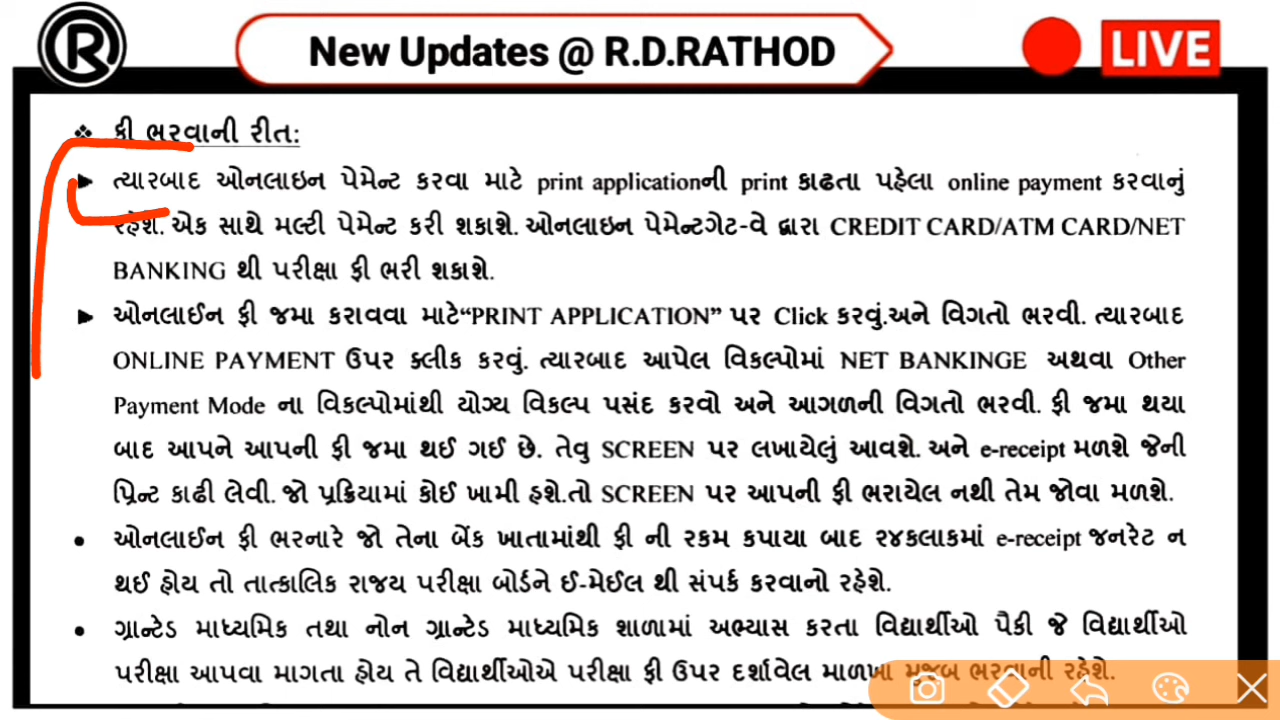 R
New Updates @ R.D.RATHOD
LIVE
❖ ફી ભરવાની રીત:
➤ ત્યારબાદ ઓનલાઇન પેમેન્ટ કરવા માટે print applicationની print કાઢતા પહેલા online payment કરવાનું
રહેશે. એક સાથે મલ્ટી પેમેન્ટ કરી શકાશે. ઓનલાઇન પેમેન્ટગેટ-વે દ્વારા CREDIT CARD/ATM CARD/NET
BANKING થી પરીક્ષા ફી ભરી શકાશે.
➤ ઓનલાઈન ફી જમા કરાવવા માટે“PRINT APPLICATION” પર Click કરવું.અને વિગતો ભરવી. ત્યારબાદ
ONLINE PAYMENT ઉપર ક્લીક કરવું. ત્યારબાદ આપેલ વિકલ્પોમાં NET BANKINGE અથવા Other
Payment Mode ના વિકલ્પોમાંથી યોગ્ય વિકલ્પ પસંદ કરવો અને આગળની વિગતો ભરવી. ફી જમા થયા
બાદ આપને આપની ફી જમા થઈ ગઈ છે. તેવુ SCREEN પર લખાયેલું આવશે. અને e-receipt મળશે જેની
પ્રિન્ટ કાઢી લેવી. જો પ્રક્રિયામાં કોઈ ખામી હશે.તો SCREEN પર આપની ફી ભરાયેલ નથી તેમ જોવા મળશે.
• ઓનલાઈન ફી ભરનારે જો તેના બેંક ખાતામાંથી ફી ની રકમ કપાયા બાદ ૨૪કલાકમાં e-receipt જનરેટ ન
થઈ હોય તો તાત્કાલિક રાજ્ય પરીક્ષા બોર્ડને ઈ-મેઈલ થી સંપર્ક કરવાનો રહેશે.
• ગ્રાન્ટેડ માધ્યમિક તથા નોન ગ્રાન્ટેડ માધ્યમિક શાળામાં અભ્યાસ કરતા વિદ્યાર્થીઓ પૈકી જે વિદ્યાર્થીઓ
પરીક્ષા આપવા માગતા હોય તે વિદ્યાર્થીઓએ પરીક્ષા ફી ઉપર દર્શાવેલ માળખા મુજબ ભરવાની રહેશે.